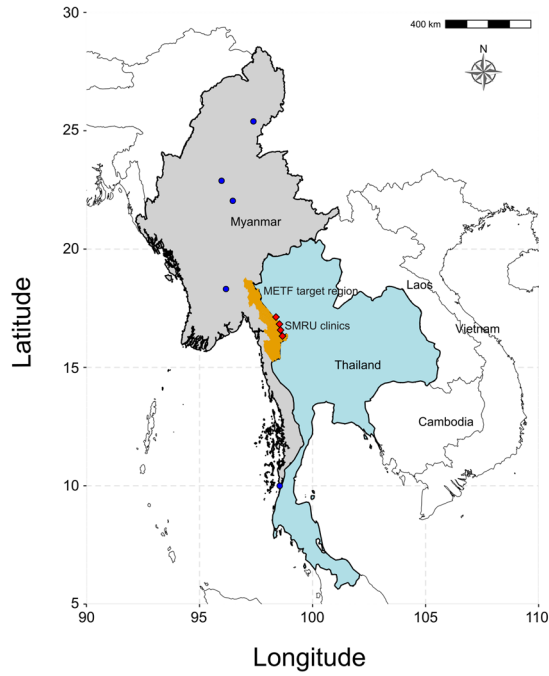 30
400 km
N
25
Myanmar
20
METF target region
Laos
SMRU clinics
Vietnam
Latitude
15
Thailand
Cambodia
10
5
90
95
100
105
110
Longitude